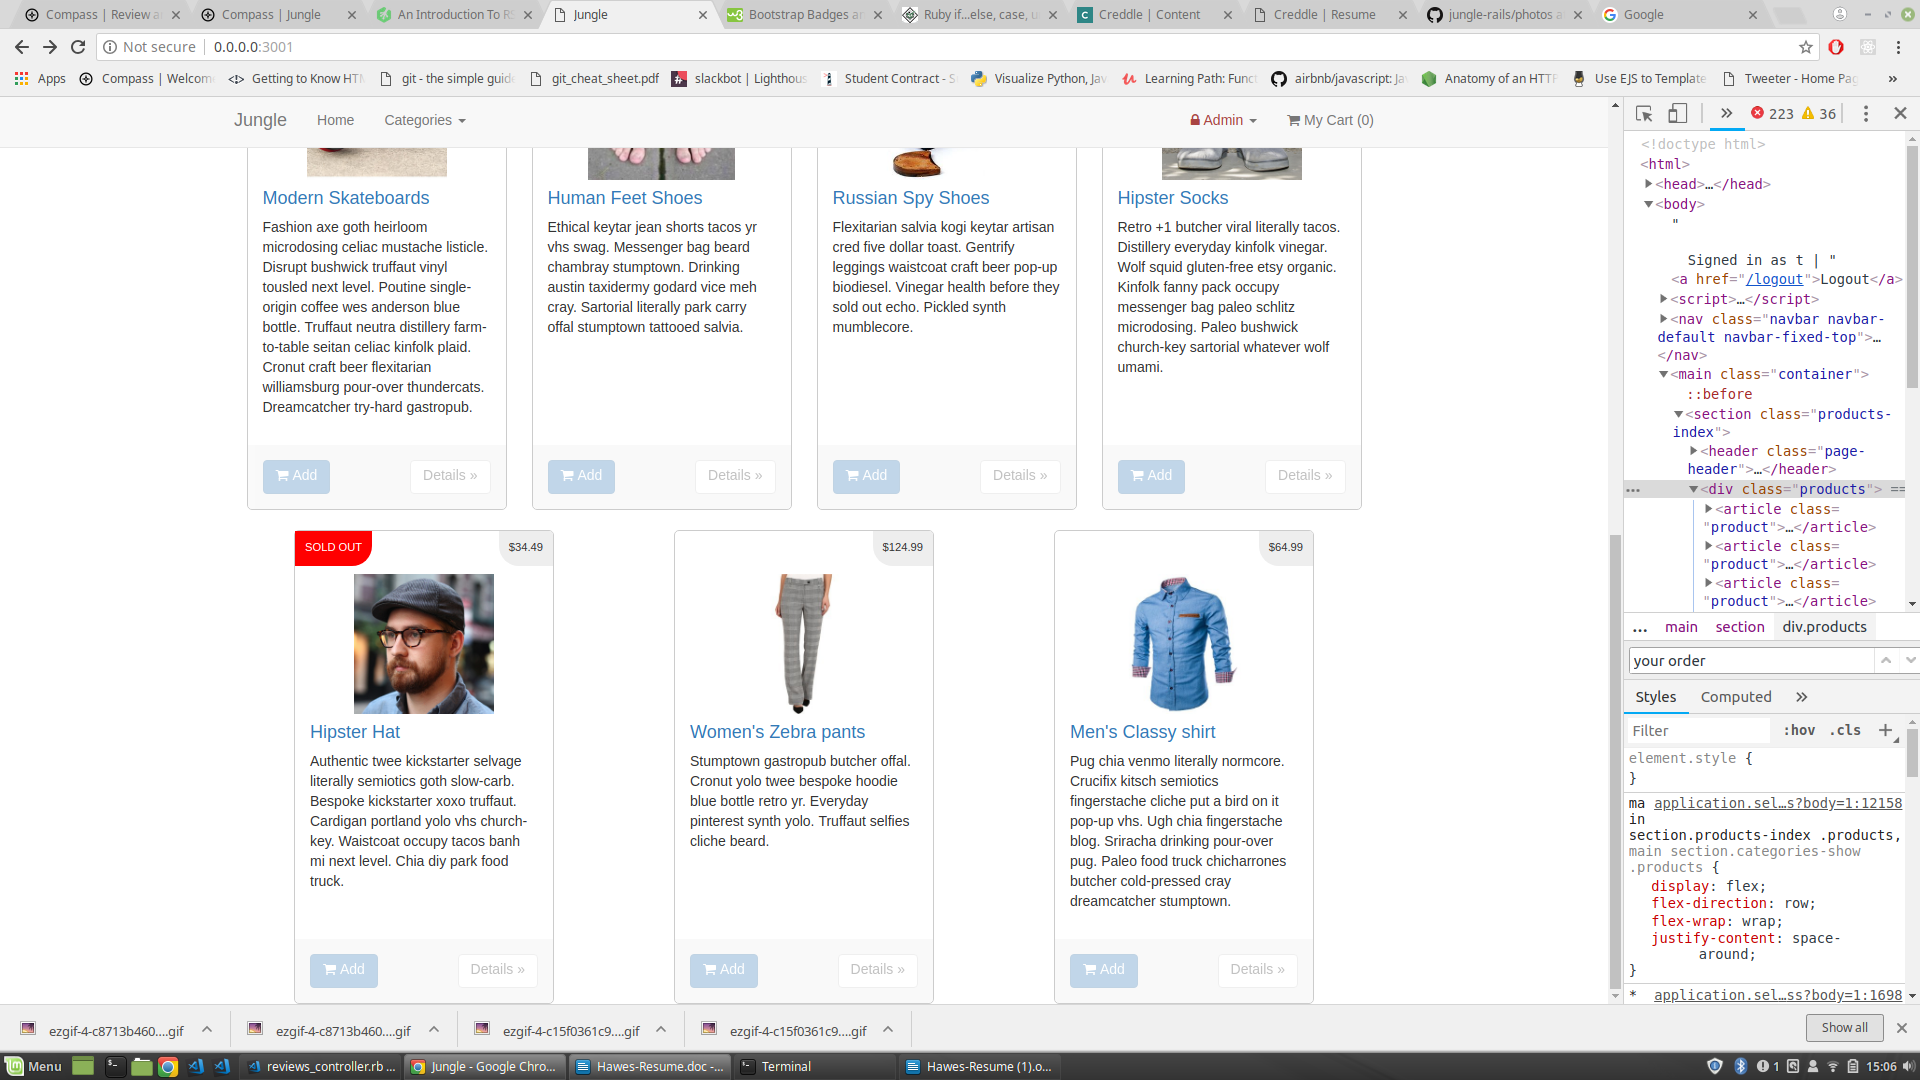 Compass | Review a
Compass | Jungle
An Introduction To RS
Jungle
Bootstrap Badges a
Ruby if...else, case, u
Creddle | Content
Creddle | Resume
jungle-rails/photos a
Google
Not secure
0.0.0.0:3001
Apps
Compass | Welcom
Getting to Know HTM
git - the simple guid
git_cheat_sheet.pdf
slackbot | Lighthous
Student Contract - S
Visualize Python, Jav
Learning Path: Funct
airbnb/javascript: Ja
Anatomy of an HTTP
Use EJS to Template
Tweeter - Home Pag
»
Jungle
Home
Categories
Admin
My Cart (0)
Modern Skateboards
Fashion axe goth heirloom
microdosing celiac mustache listicle.
Disrupt bushwick truffaut vinyl
tousled next level. Poutine single-
origin coffee wes anderson blue
bottle. Truffaut neutra distillery farm-
to-table seitan celiac kinfolk plaid.
Cronut craft beer flexitarian
williamsburg pour-over thundercats.
Dreamcatcher try-hard gastropub.
Add
Details »
Human Feet Shoes
Ethical keytar jean shorts tacos yr
vhs swag. Messenger bag beard
chambray stumptown. Drinking
austin taxidermy godard vice meh
cray. Sartorial literally park carry
offal stumptown tattooed salvia.
Add
Details »
Russian Spy Shoes
Flexitarian salvia kogi keytar artisan
cred five dollar toast. Gentrify
leggings waistcoat craft beer pop-up
biodiesel. Vinegar health before they
sold out echo. Pickled synth
mumblecore.
Add
Details »
Hipster Socks
Retro +1 butcher viral literally tacos.
Distillery everyday kinfolk vinegar.
Wolf squid gluten-free etsy organic.
Kinfolk fanny pack occupy
messenger bag paleo schlitz
microdosing. Paleo bushwick
church-key sartorial whatever wolf
umami.
Add
Details »
SOLD OUT
$34.49
Hipster Hat
Authentic twee kickstarter selvage
literally semiotics goth slow-carb.
Bespoke kickstarter xoxo truffaut.
Cardigan portland yolo vhs church-
key. Waistcoat occupy tacos banh
mi next level. Chia diy park food
truck.
Add
Details »
$124.99
Women's Zebra pants
Stumptown gastropub butcher offal.
Cronut yolo twee bespoke hoodie
blue bottle retro yr. Everyday
pinterest synth yolo. Truffaut selfies
cliche beard.
Add
Details »
$64.99
Men's Classy shirt
Pug chia venmo literally normcore.
Crucifix kitsch semiotics
fingerstache cliche put a bird on it
pop-up vhs. Ugh chia fingerstache
blog. Sriracha drinking pour-over
pug. Paleo food truck chicharrones
butcher cold-pressed cray
dreamcatcher stumptown.
Add
Details »
» 223 36
<!doctype html>
<html>
<head>…</head>
<body>
"
Signed in as t | "
<a href="/logout">Logout</a>
<script>…</script>
<nav class="navbar navbar-
default navbar-fixed-top">…
</nav>
<main class="container">
::before
<section class="products-
index">
<header class="page-
header">…</header>
… <div class="products"> ==
<article class=
"product">…</article>
<article class=
"product">…</article>
<article class=
"product">…</article>
… main section div.products
your order
Styles Computed »
Filter :hov .cls +
element.style {
}
ma application.sel…s?body=1:12158
in
section.products-index .products,
main section.categories-show
.products {
display: flex;
flex-direction: row;
flex-wrap: wrap;
justify-content: space-
around;
}
* application.sel…ss?body=1:1698
ezgif-4-c8713b460....gif
ezgif-4-c8713b460....gif
ezgif-4-c15f0361c9....gif
ezgif-4-c15f0361c9....gif
Show all
Menu
reviews_controller.rb ...
Jungle - Google Chro...
Hawes-Resume.doc -...
Terminal
Hawes-Resume (1).o...
1
15:06